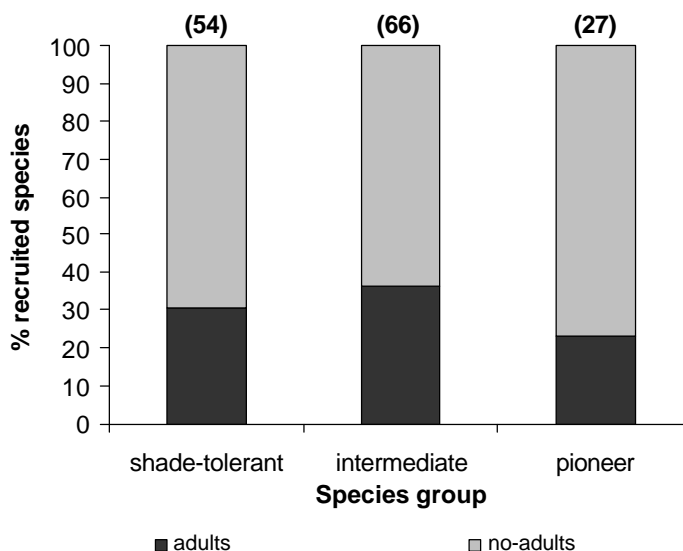 (54) (66) (27)
100
90
80
70
60
50
40
30
20
10
0
% recruited species
shade-tolerant intermediate pioneer
Species group
adults no-adults